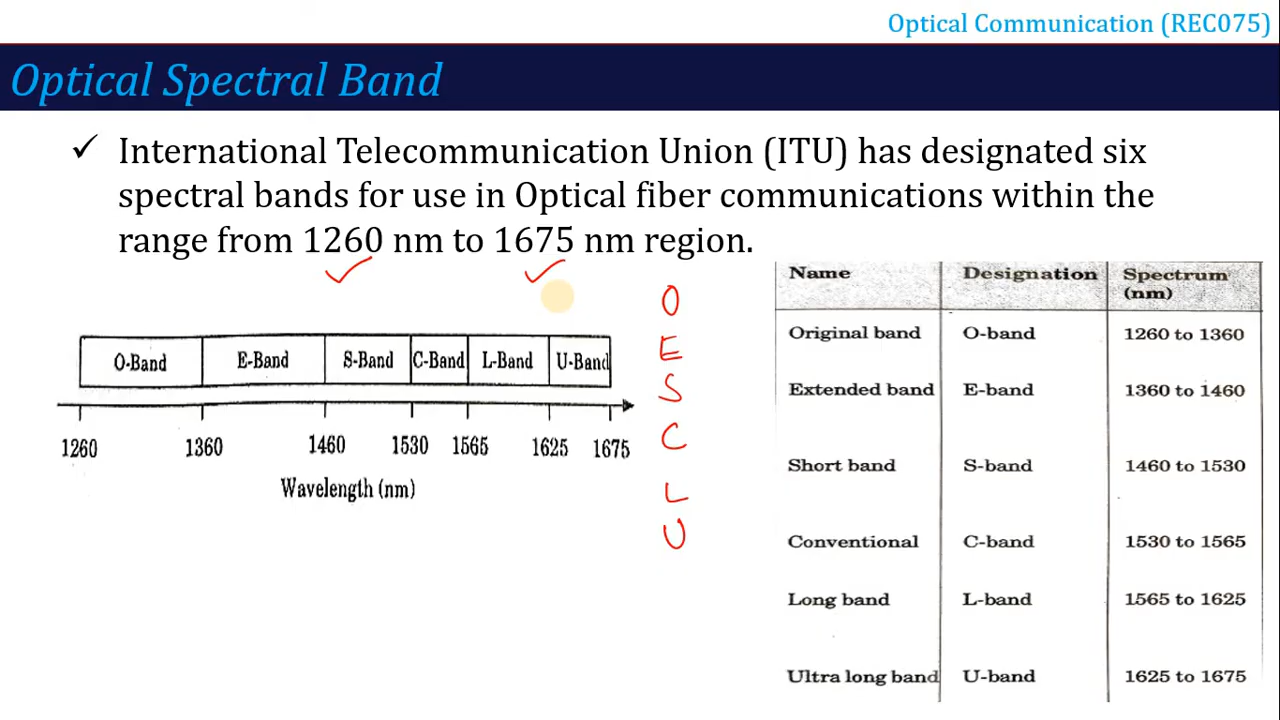 Optical Communication (REC075)
Optical Spectral Band
✓ International Telecommunication Union (ITU) has designated six
spectral bands for use in Optical fiber communications within the
range from 1260 nm to 1675 nm region.
O-Band E-Band S-Band C-Band L-Band U-Band
1260 1360 1460 1530 1565 1625 1675
Wavelength (nm)
O
E
S
C
L
U
Name Designation Spectrum
(nm)
Original band O-band 1260 to 1360
Extended band E-band 1360 to 1460
Short band S-band 1460 to 1530
Conventional C-band 1530 to 1565
Long band L-band 1565 to 1625
Ultra long band U-band 1625 to 1675